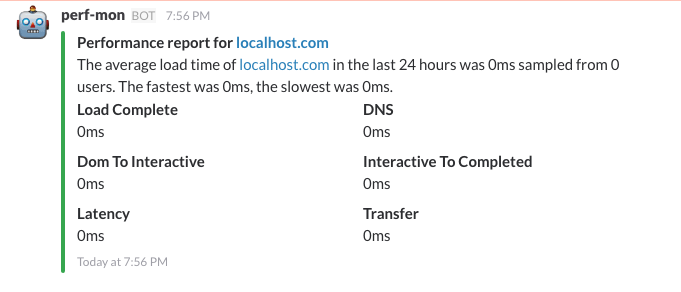 perf-mon BOT 7:56 PM
Performance report for localhost.com
The average load time of localhost.com in the last 24 hours was 0ms sampled from 0
users. The fastest was 0ms, the slowest was 0ms.
Load Complete DNS
0ms 0ms
Dom To Interactive Interactive To Completed
0ms 0ms
Latency Transfer
0ms 0ms
Today at 7:56 PM